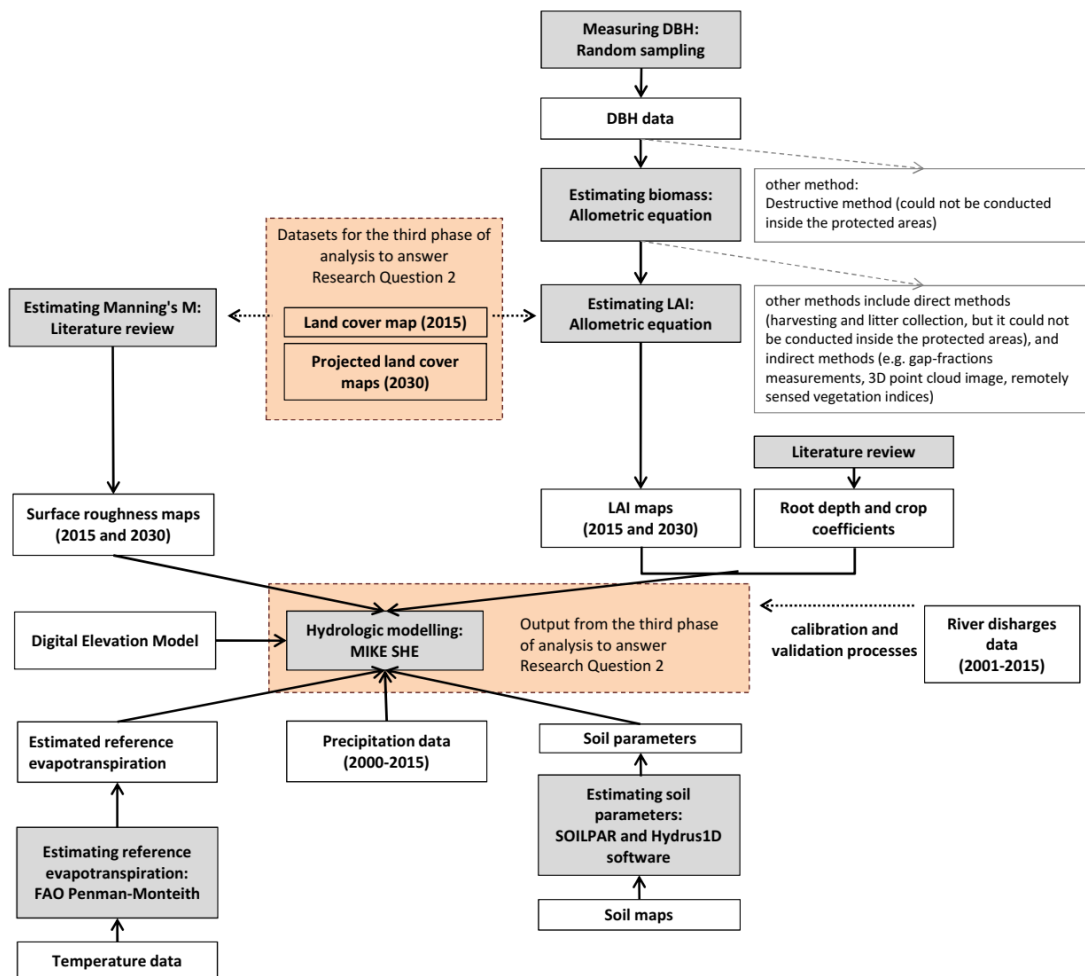 Measuring DBH:
Random sampling
DBH data
Estimating biomass:
Allometric equation
other method:
Destructive method (could not be conducted
inside the protected areas)
Datasets for the third phase of
analysis to answer
Research Question 2
Land cover map (2015)
Projected land cover
maps (2030)
Estimating Manning's M:
Literature review
Estimating LAI:
Allometric equation
other methods include direct methods
(harvesting and litter collection, but it could not
be conducted inside the protected areas), and
indirect methods (e.g. gap-fractions
measurements, 3D point cloud image, remotely
sensed vegetation indices)
Literature review
Surface roughness maps
(2015 and 2030)
LAI maps
(2015 and 2030)
Root depth and crop
coefficients
Digital Elevation Model
Hydrologic modelling:
MIKE SHE
Output from the third phase
of analysis to answer
Research Question 2
calibration and
validation processes
River disharges
data
(2001-2015)
Estimated reference
evapotranspiration
Precipitation data
(2000-2015)
Soil parameters
Estimating soil
parameters:
SOILPAR and Hydrus1D
software
Estimating reference
evapotranspiration:
FAO Penman-Monteith
Soil maps
Temperature data